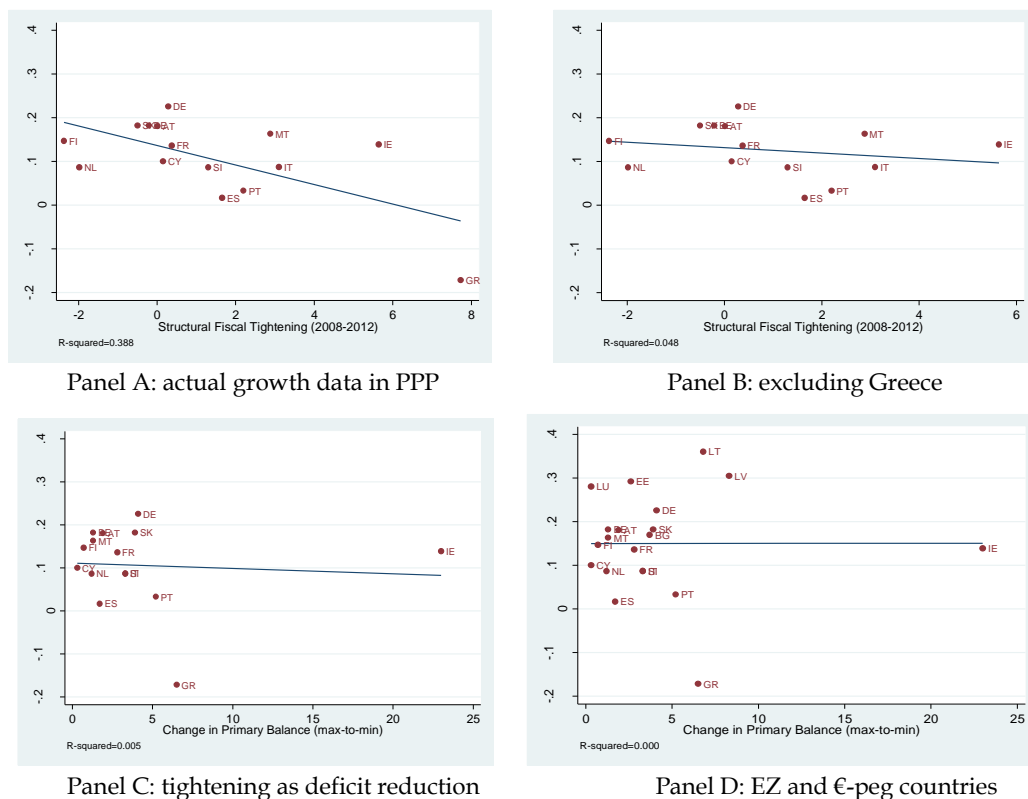 .4
.3
.2
.1
0
-.1
-.2
DE
AT
FI
FR
MT
IE
NL
CY
SI
IT
PT
ES
GR
-2
0
2
4
6
8
Structural Fiscal Tightening (2008-2012)
R-squared=0.388
Panel A: actual growth data in PPP
.4
.3
.2
.1
0
-.1
-.2
DE
AT
FI
FR
MT
IE
NL
CY
SI
IT
PT
ES
-2
0
2
4
6
Structural Fiscal Tightening (2008-2012)
R-squared=0.048
Panel B: excluding Greece
.4
.3
.2
.1
0
-.1
-.2
DE
AT
SK
MT
FI
FR
IE
CY
NL
ES
PT
GR
0
5
10
15
20
25
Change in Primary Balance (max-to-min)
R-squared=0.005
Panel C: tightening as deficit reduction
.4
.3
.2
.1
0
-.1
-.2
LT
LV
LU
EE
DE
AT
SK
MT
BG
FI
FR
IE
CY
NL
ES
PT
GR
0
5
10
15
20
25
Change in Primary Balance (max-to-min)
R-squared=0.000
Panel D: EZ and €-peg countries